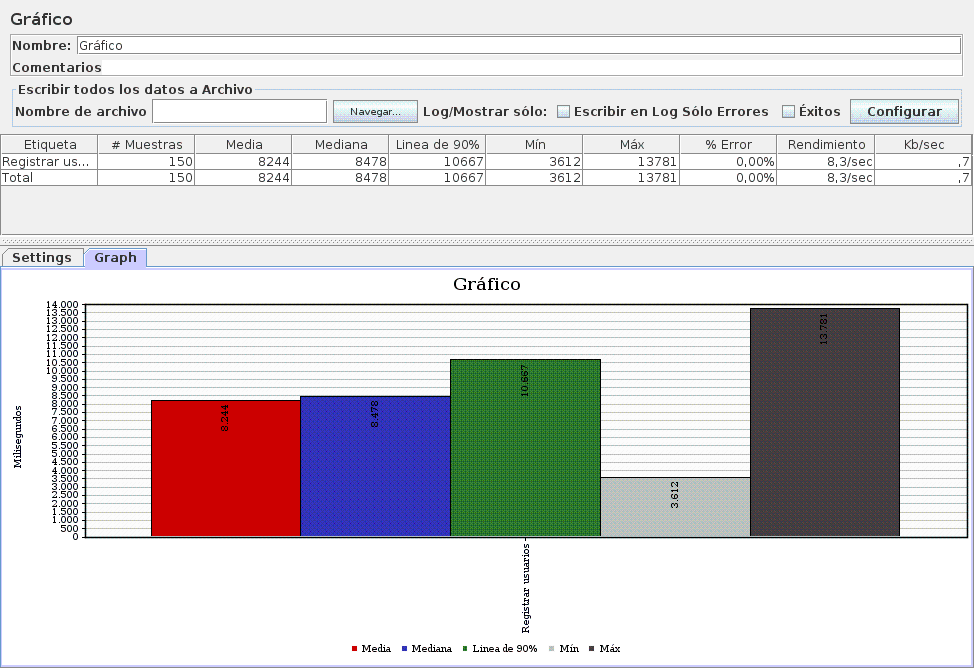 Gráfico
Nombre: Gráfico
Comentarios
Escribir todos los datos a Archivo
Nombre de archivo Navegar... Log/Mostrar sólo: Escribir en Log Sólo Errores Éxitos Configurar
Etiqueta # Muestras Media Mediana Linea de 90% Mín Máx % Error Rendimiento Kb/sec
Registrar us... 150 8244 8478 10667 3612 13781 0,00% 8,3/sec ,7
Total 150 8244 8478 10667 3612 13781 0,00% 8,3/sec ,7
Settings Graph
Gráfico
14.000
13.500
13.000
12.500
12.000
11.500
11.000
10.500
10.000
9.500
9.000
8.500
8.000
7.500
7.000
6.500
6.000
5.500
5.000
4.500
4.000
3.500
3.000
2.500
2.000
1.500
1.000
500
0
Milisegundos
8.244
8.478
10.667
3.612
13.781
Registrar usuarios
Media Mediana Linea de 90% Mín Máx